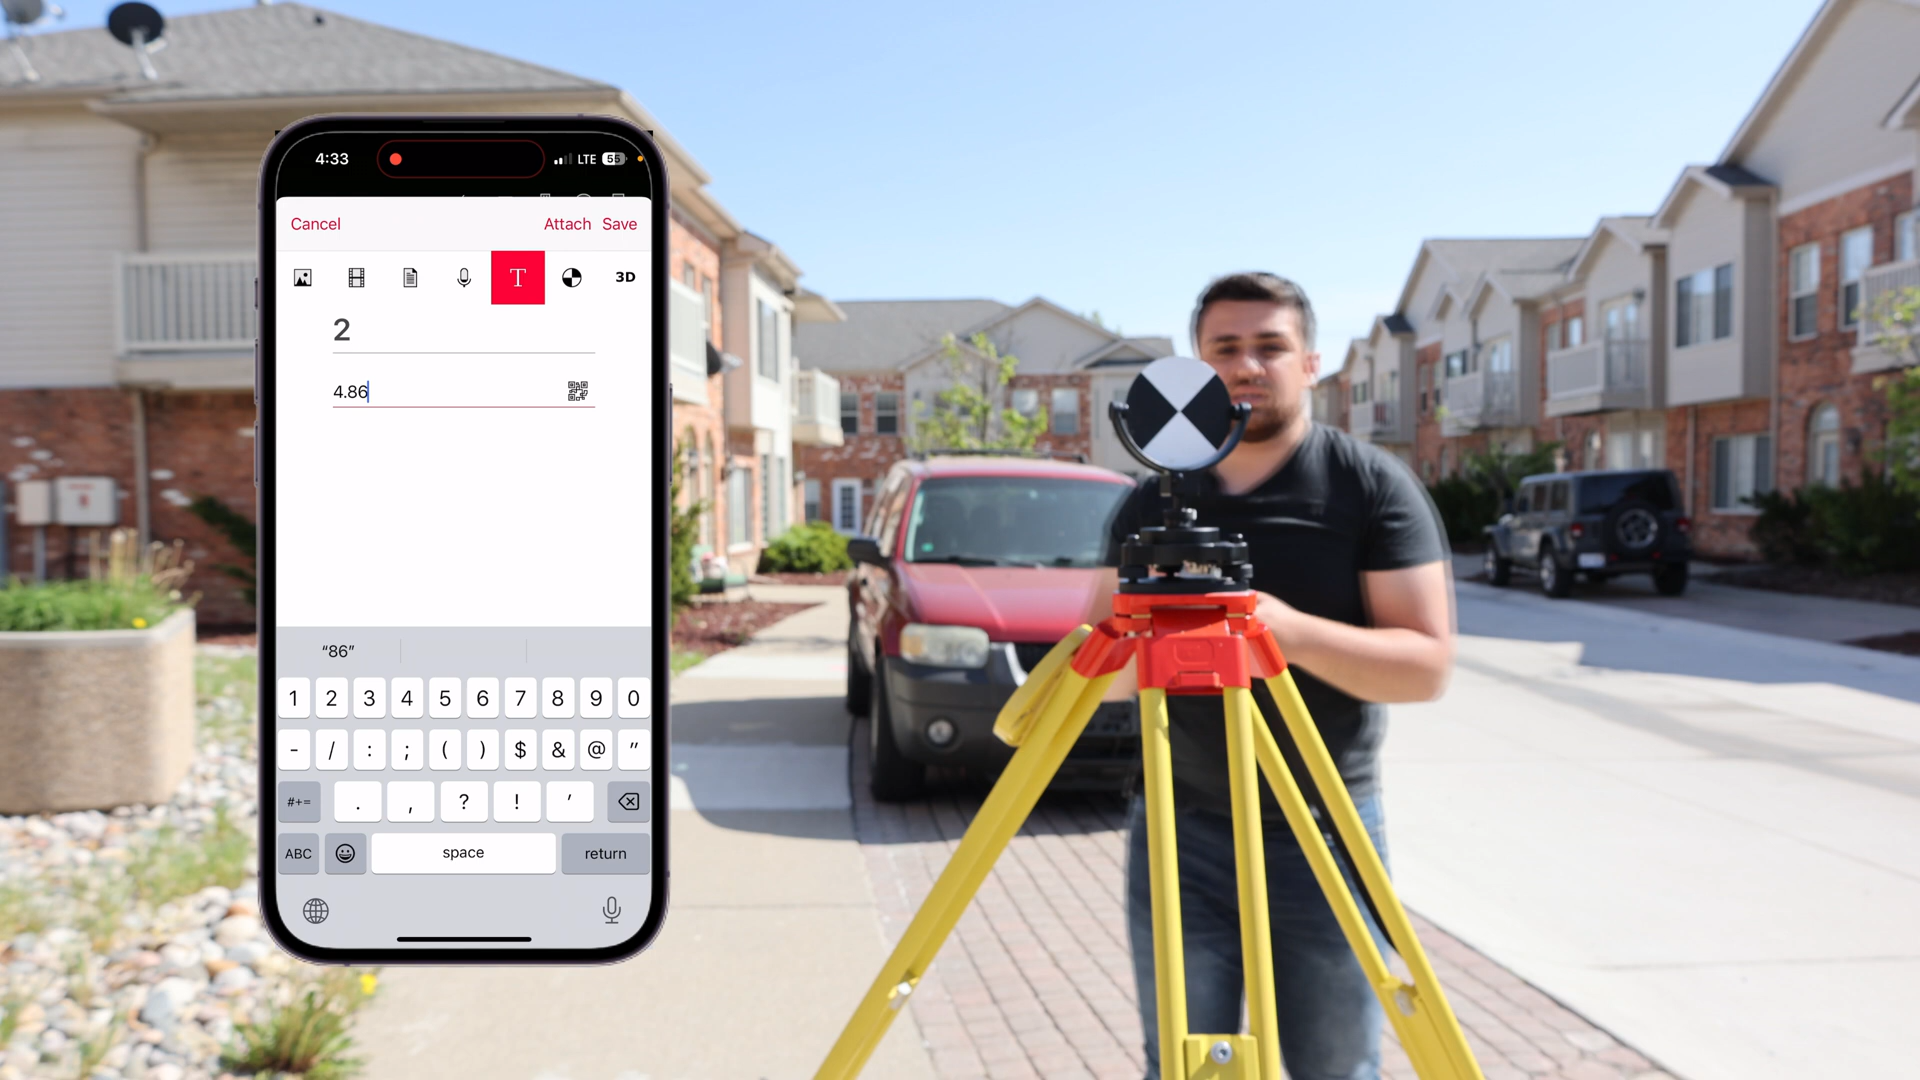 4:33 LTE 55
Cancel Attach Save
T 3D
2
4.86
“86”
1 2 3 4 5 6 7 8 9 0
- / : ; ( ) $ & @ "
#+= . , ? ! '
ABC space return